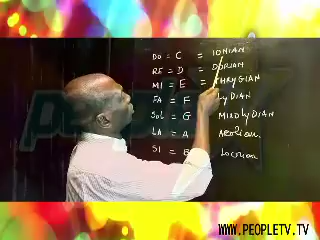 DO = C = IONIAN
RE = D = DORIAN
MI = E = PHRYGIAN
FA = F = LyDIAN
Sol = G = MIXOlyDIAN
LA = A = Aeolian
SI = B = Locrian
WWW.PEOPLETV.TV